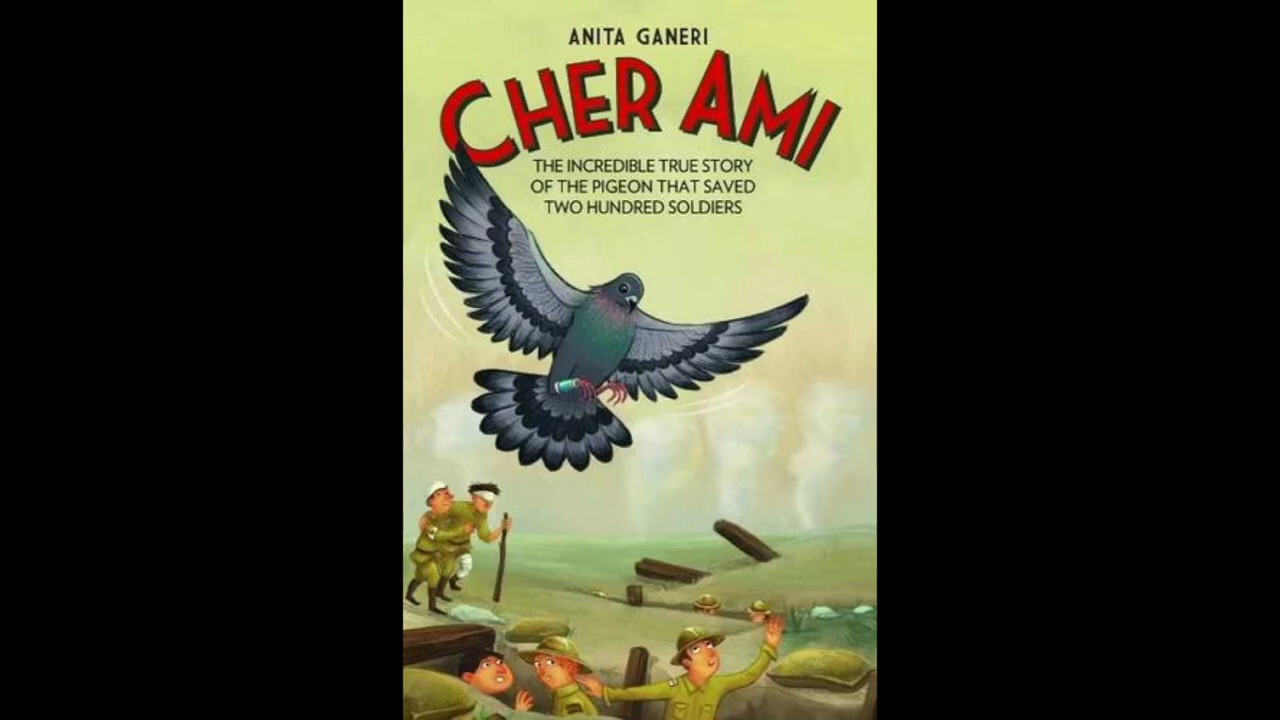 ANITA GANERI
CHER AMI
THE INCREDIBLE TRUE STORY
OF THE PIGEON THAT SAVED
TWO HUNDRED SOLDIERS